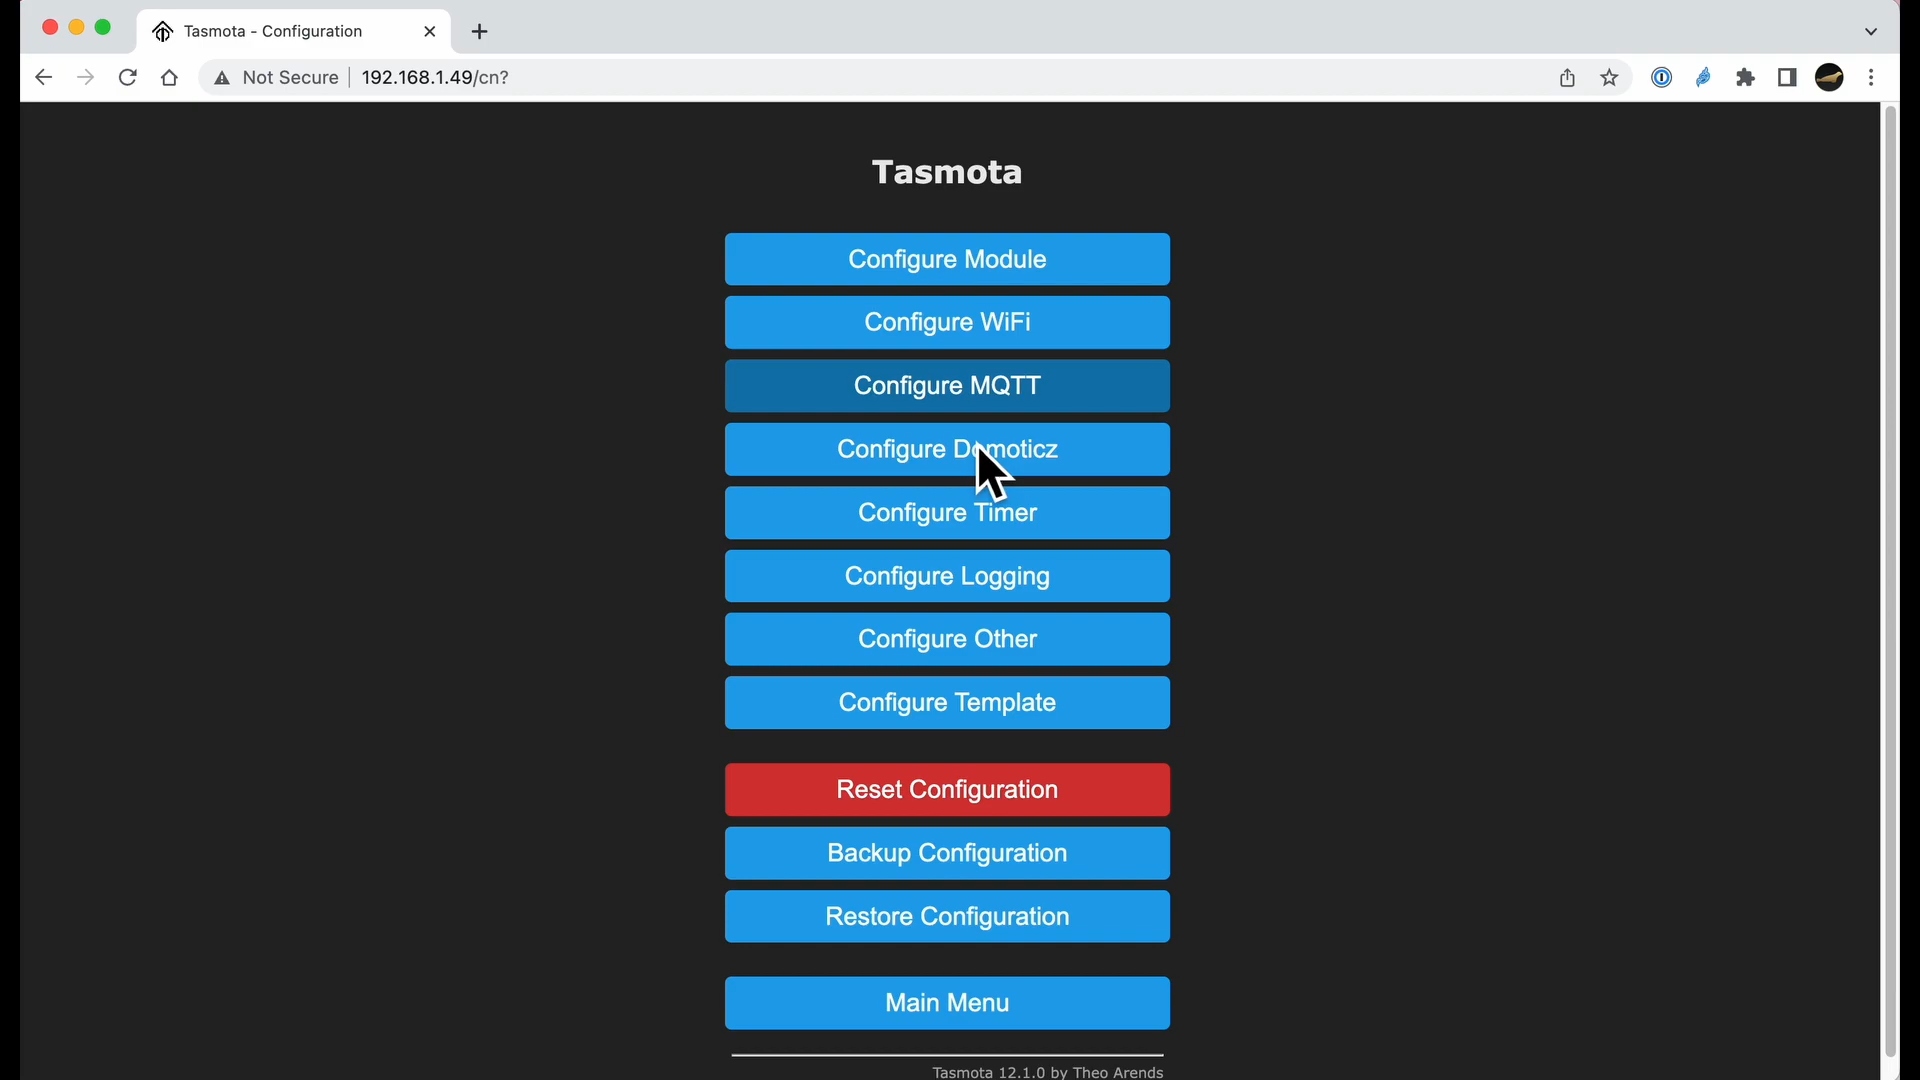 Tasmota - Configuration
Not Secure 192.168.1.49/cn?
Tasmota
Configure Module
Configure WiFi
Configure MQTT
Configure Domoticz
Configure Timer
Configure Logging
Configure Other
Configure Template
Reset Configuration
Backup Configuration
Restore Configuration
Main Menu
Tasmota 12.1.0 by Theo Arends